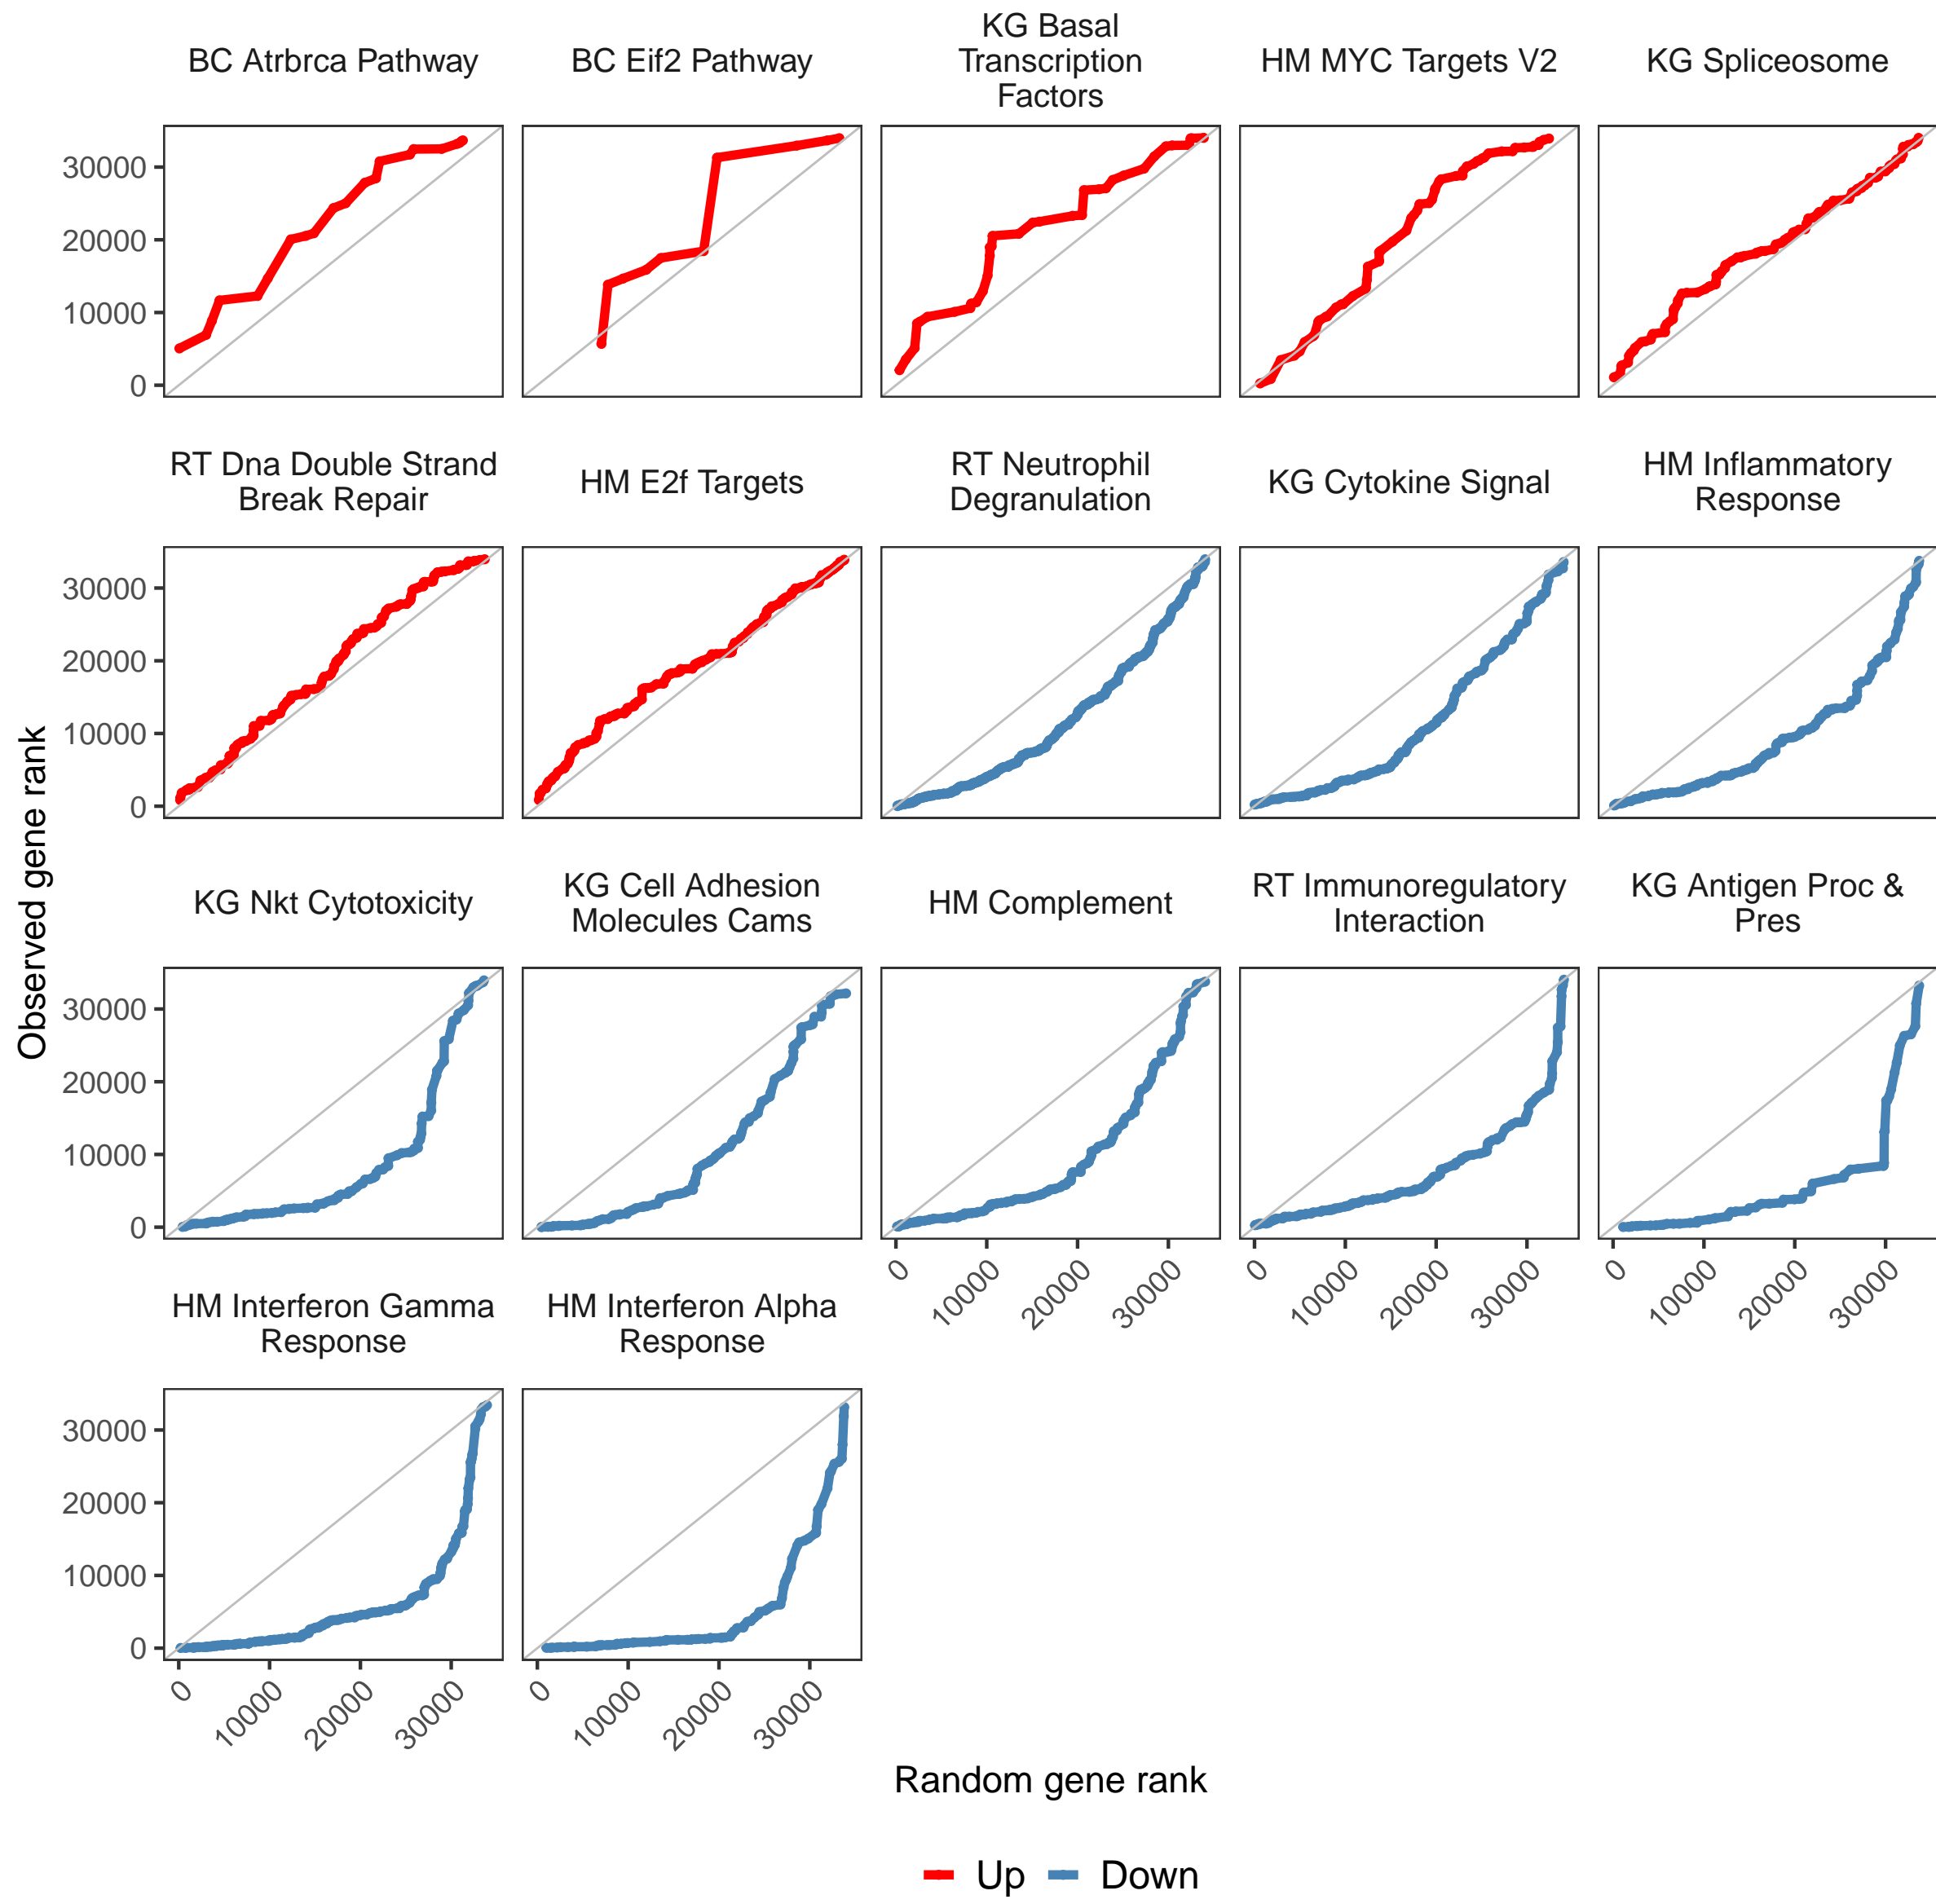 BC Atrbrca Pathway
BC Eif2 Pathway
KG Basal
Transcription
Factors
HM MYC Targets V2
KG Spliceosome
30000
20000
10000
0
RT Dna Double Strand
Break Repair
HM E2f Targets
RT Neutrophil
Degranulation
KG Cytokine Signal
HM Inflammatory
Response
30000
20000
10000
0
Observed gene rank
KG Nkt Cytotoxicity
KG Cell Adhesion
Molecules Cams
HM Complement
RT Immunoregulatory
Interaction
KG Antigen Proc &
Pres
30000
20000
10000
0
0 10000 20000 30000
0 10000 20000 30000
0 10000 20000 30000
HM Interferon Gamma
Response
HM Interferon Alpha
Response
30000
20000
10000
0
0 10000 20000 30000
0 10000 20000 30000
Random gene rank
Up Down